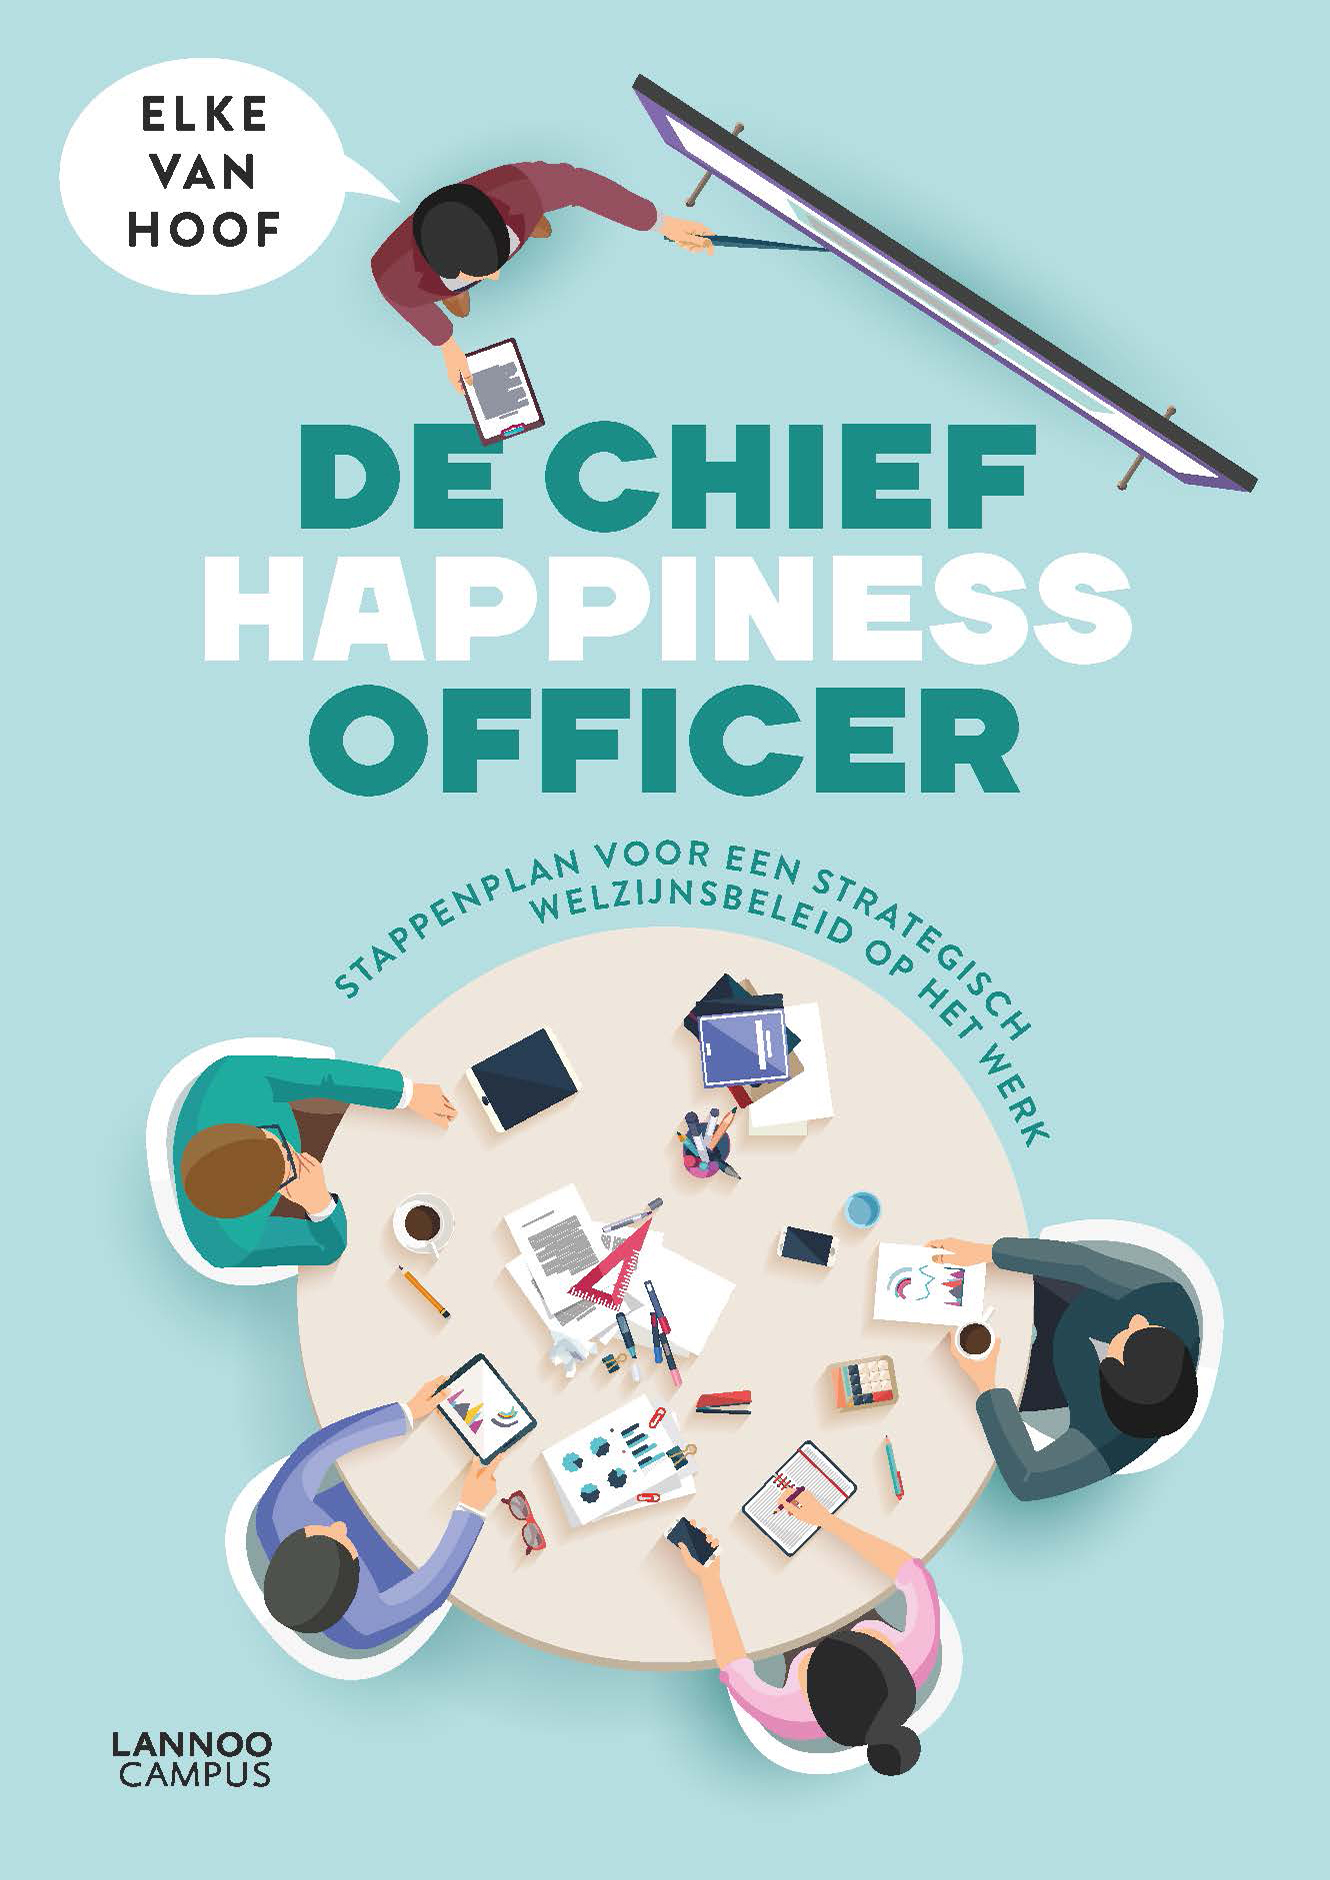 ELKE
VAN
HOOF
DE CHIEF
HAPPINESS
OFFICER
STAPPENPLAN VOOR EEN STRATEGISCH
WELZIJNSBELEID OP HET WERK
LANNOO
CAMPUS